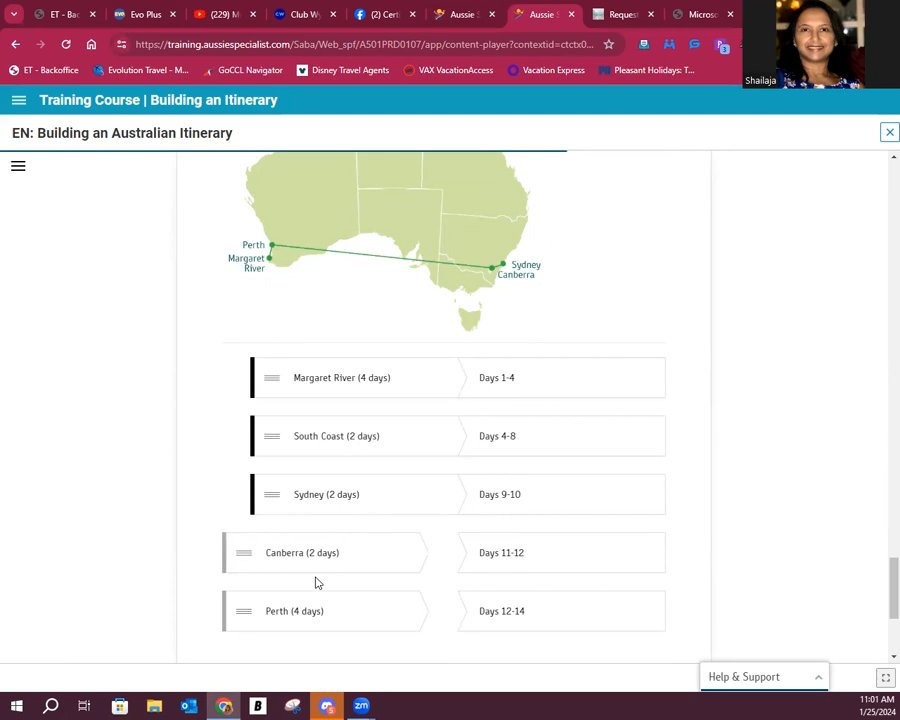 ET - Bac
Evo Plus
(229) M
Club Wy
(2) Cert
Aussie S
Aussie S
Request
Microso
https://training.aussiespecialist.com/Saba/Web_spf/A501PRD0107/app/content-player?contextid=ctctx0...
3
ET - Backoffice
Evolution Travel - M...
GoCCL Navigator
Disney Travel Agents
VAX VacationAccess
Vacation Express
Pleasant Holidays: T...
Shailaja
Training Course | Building an Itinerary
EN: Building an Australian Itinerary
Perth
Margaret
River
Sydney
Canberra
Margaret River (4 days)
Days 1-4
South Coast (2 days)
Days 4-8
Sydney (2 days)
Days 9-10
Canberra (2 days)
Days 11-12
Perth (4 days)
Days 12-14
Help & Support
B
zm
11:01 AM
1/25/2024